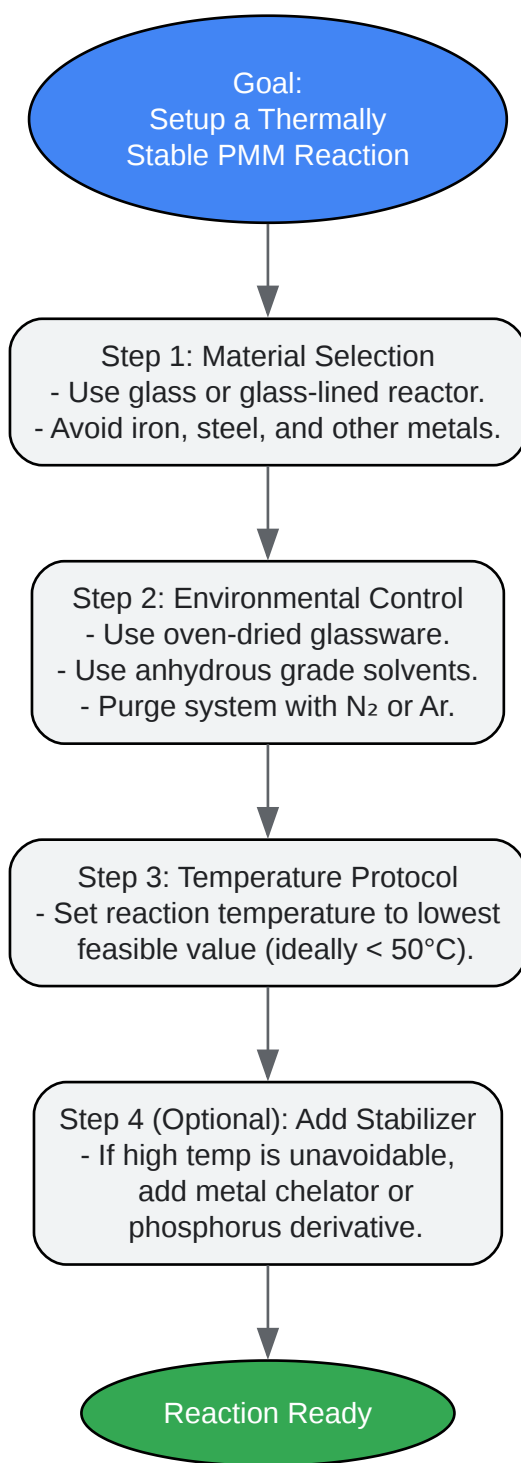 Goal:
Setup a Thermally
Stable PMM Reaction
Step 1: Material Selection
- Use glass or glass-lined reactor.
- Avoid iron, steel, and other metals.
Step 2: Environmental Control
- Use oven-dried glassware.
- Use anhydrous grade solvents.
- Purge system with N₂ or Ar.
Step 3: Temperature Protocol
- Set reaction temperature to lowest
feasible value (ideally < 50°C).
Step 4 (Optional): Add Stabilizer
- If high temp is unavoidable,
add metal chelator or
phosphorus derivative.
Reaction Ready